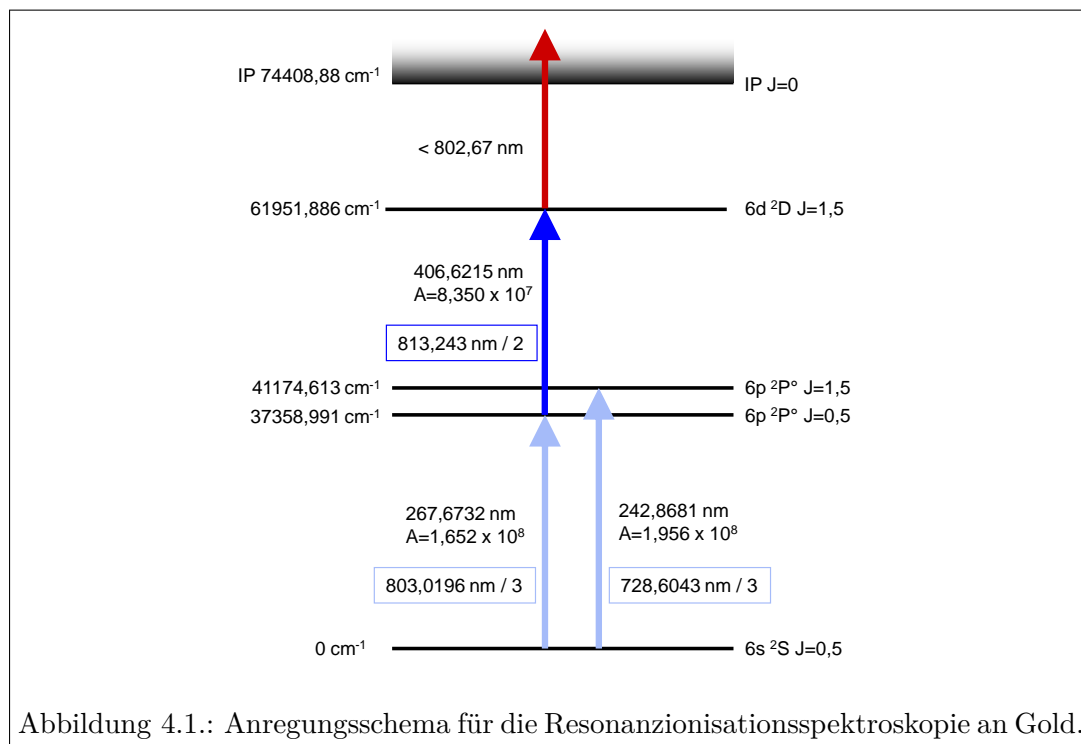 IP 74408,88 cm⁻¹
IP J=0
< 802,67 nm
61951,886 cm⁻¹
6d ²D J=1,5
406,6215 nm
A=8,350 x 10⁷
813,243 nm / 2
41174,613 cm⁻¹
6p ²P° J=1,5
37358,991 cm⁻¹
6p ²P° J=0,5
267,6732 nm
A=1,652 x 10⁸
242,8681 nm
A=1,956 x 10⁸
803,0196 nm / 3
728,6043 nm / 3
0 cm⁻¹
6s ²S J=0,5
Abbildung 4.1.: Anregungsschema für die Resonanzionisationsspektroskopie an Gold.